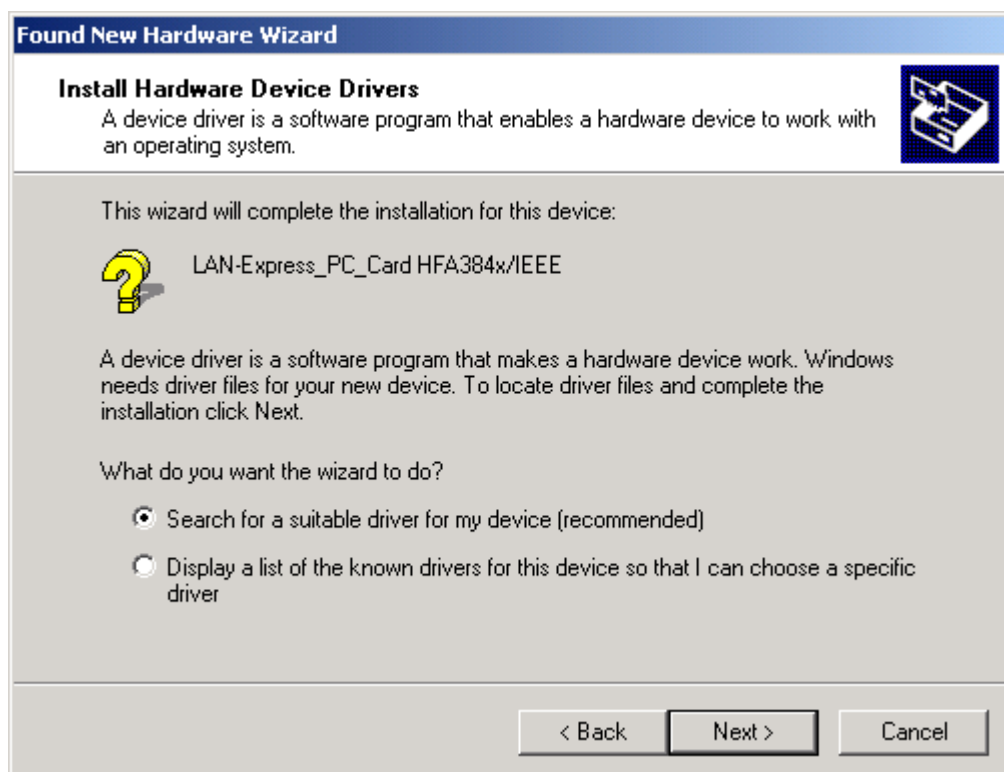 Found New Hardware Wizard
Install Hardware Device Drivers
A device driver is a software program that enables a hardware device to work with
an operating system.
This wizard will complete the installation for this device:
LAN-Express_PC_Card HFA384x/IEEE
A device driver is a software program that makes a hardware device work. Windows
needs driver files for your new device. To locate driver files and complete the
installation click Next.
What do you want the wizard to do?
Search for a suitable driver for my device (recommended)
Display a list of the known drivers for this device so that I can choose a specific
driver
< Back Next > Cancel